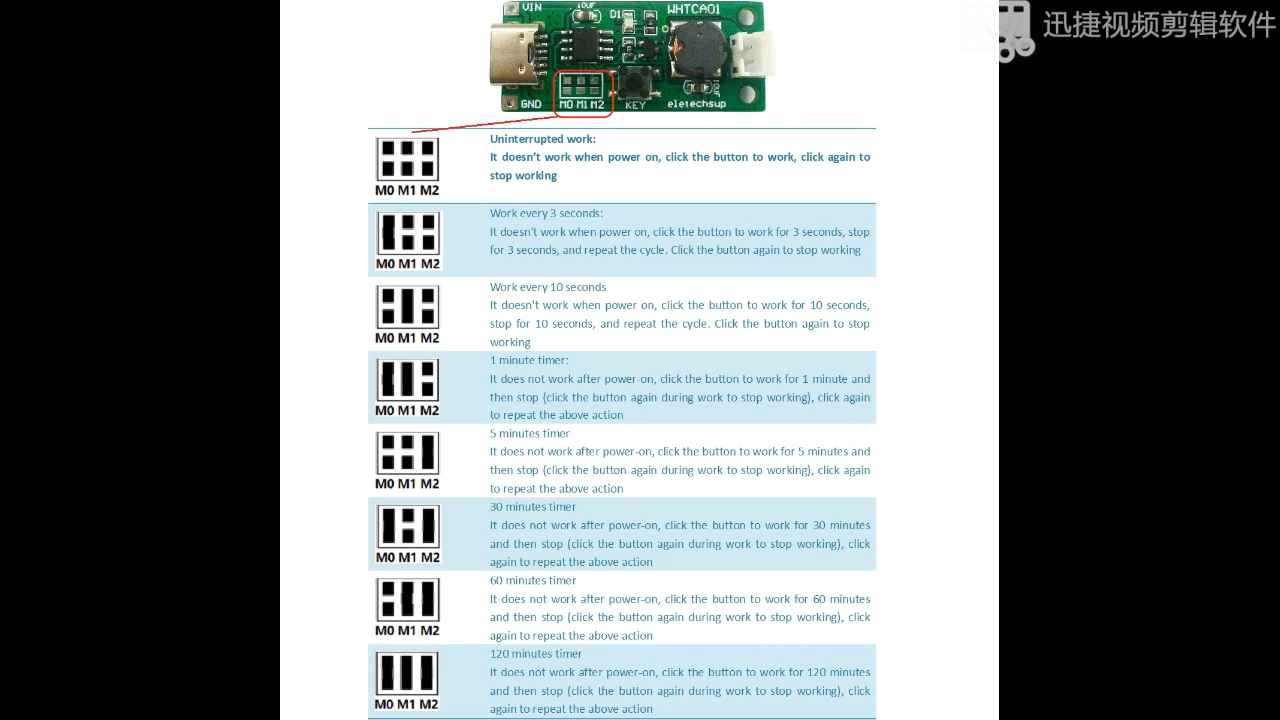 迅捷视频剪辑软件
VIN
10UF
D1
WHTCA01
GND
M0 M1 M2
KEY
eletechsup
10UF
Uninterrupted work:
It doesn't work when power on, click the button to work, click again to
stop working
M0 M1 M2
Work every 3 seconds:
It doesn't work when power on, click the button to work for 3 seconds, stop
for 3 seconds, and repeat the cycle. Click the button again to stop working
M0 M1 M2
Work every 10 seconds
It doesn't work when power on, click the button to work for 10 seconds,
stop for 10 seconds, and repeat the cycle. Click the button again to stop
working
M0 M1 M2
1 minute timer:
It does not work after power-on, click the button to work for 1 minute and
then stop (click the button again during work to stop working), click again
to repeat the above action
M0 M1 M2
5 minutes timer
It does not work after power-on, click the button to work for 5 minutes and
then stop (click the button again during work to stop working), click again
to repeat the above action
M0 M1 M2
30 minutes timer
It does not work after power-on, click the button to work for 30 minutes
and then stop (click the button again during work to stop working), click
again to repeat the above action
M0 M1 M2
60 minutes timer
It does not work after power-on, click the button to work for 60 minutes
and then stop (click the button again during work to stop working), click
again to repeat the above action
M0 M1 M2
120 minutes timer
It does not work after power-on, click the button to work for 120 minutes
and then stop (click the button again during work to stop working), click
again to repeat the above action
M0 M1 M2